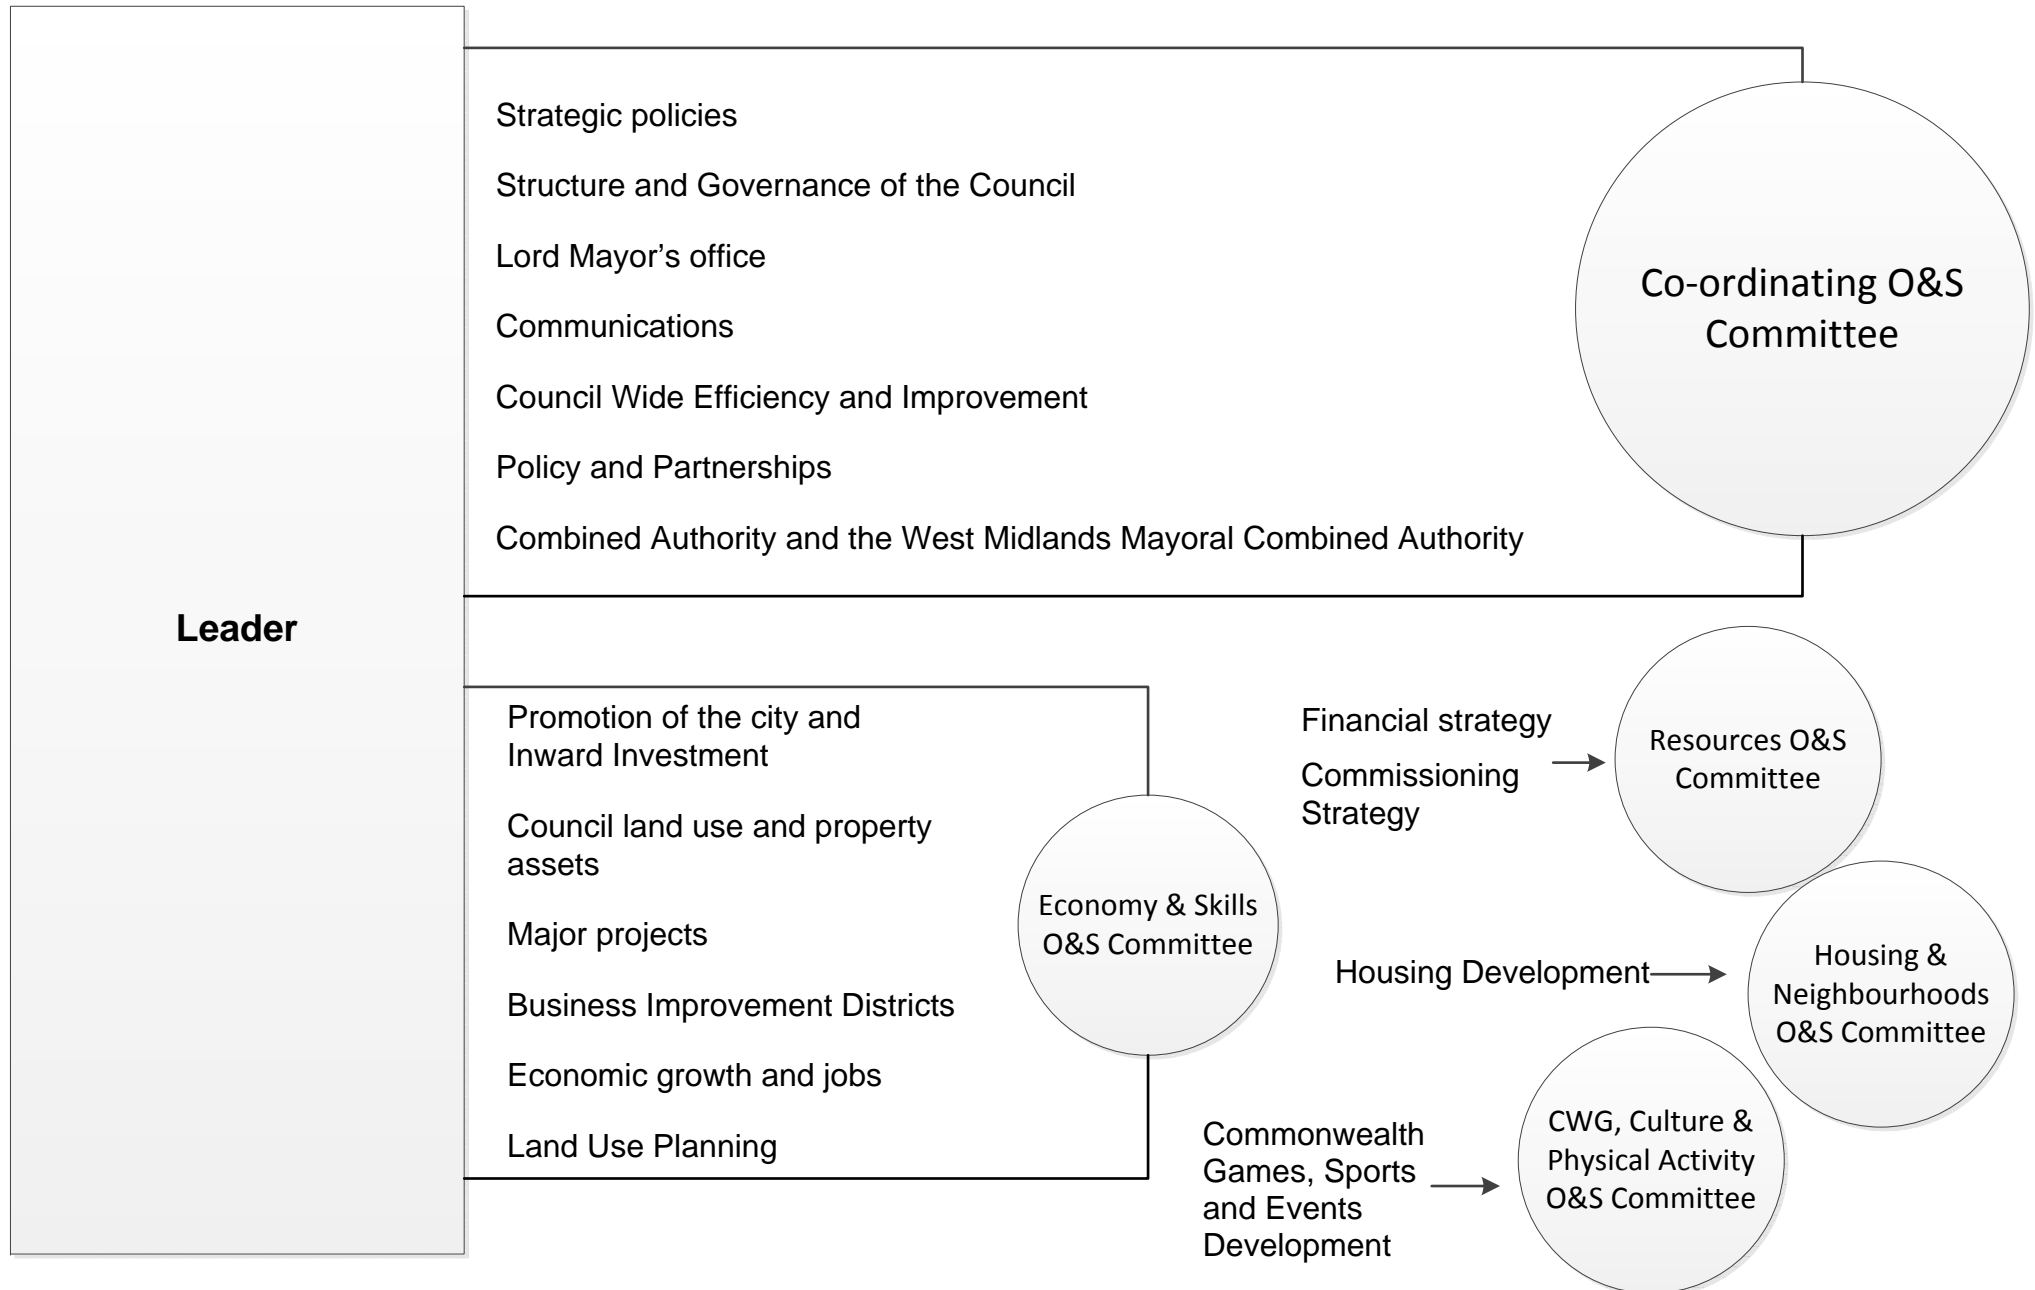 Leader
Strategic policies
Structure and Governance of the Council
Lord Mayor’s office
Communications
Council Wide Efficiency and Improvement
Policy and Partnerships
Combined Authority and the West Midlands Mayoral Combined Authority
Co-ordinating O&S
Committee
Promotion of the city and
Inward Investment
Council land use and property
assets
Major projects
Business Improvement Districts
Economic growth and jobs
Land Use Planning
Economy & Skills
O&S Committee
Financial strategy
Commissioning
Strategy
Resources O&S
Committee
Housing Development
Housing &
Neighbourhoods
O&S Committee
Commonwealth
Games, Sports
and Events
Development
CWG, Culture &
Physical Activity
O&S Committee